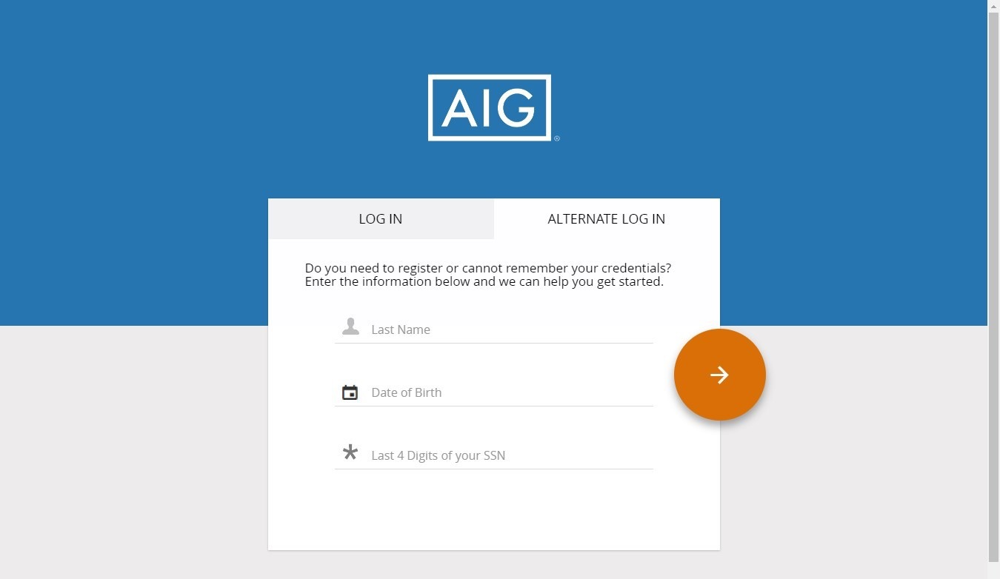 AIG
®
LOG IN
ALTERNATE LOG IN
Do you need to register or cannot remember your credentials?
Enter the information below and we can help you get started.
Last Name
Date of Birth
Last 4 Digits of your SSN